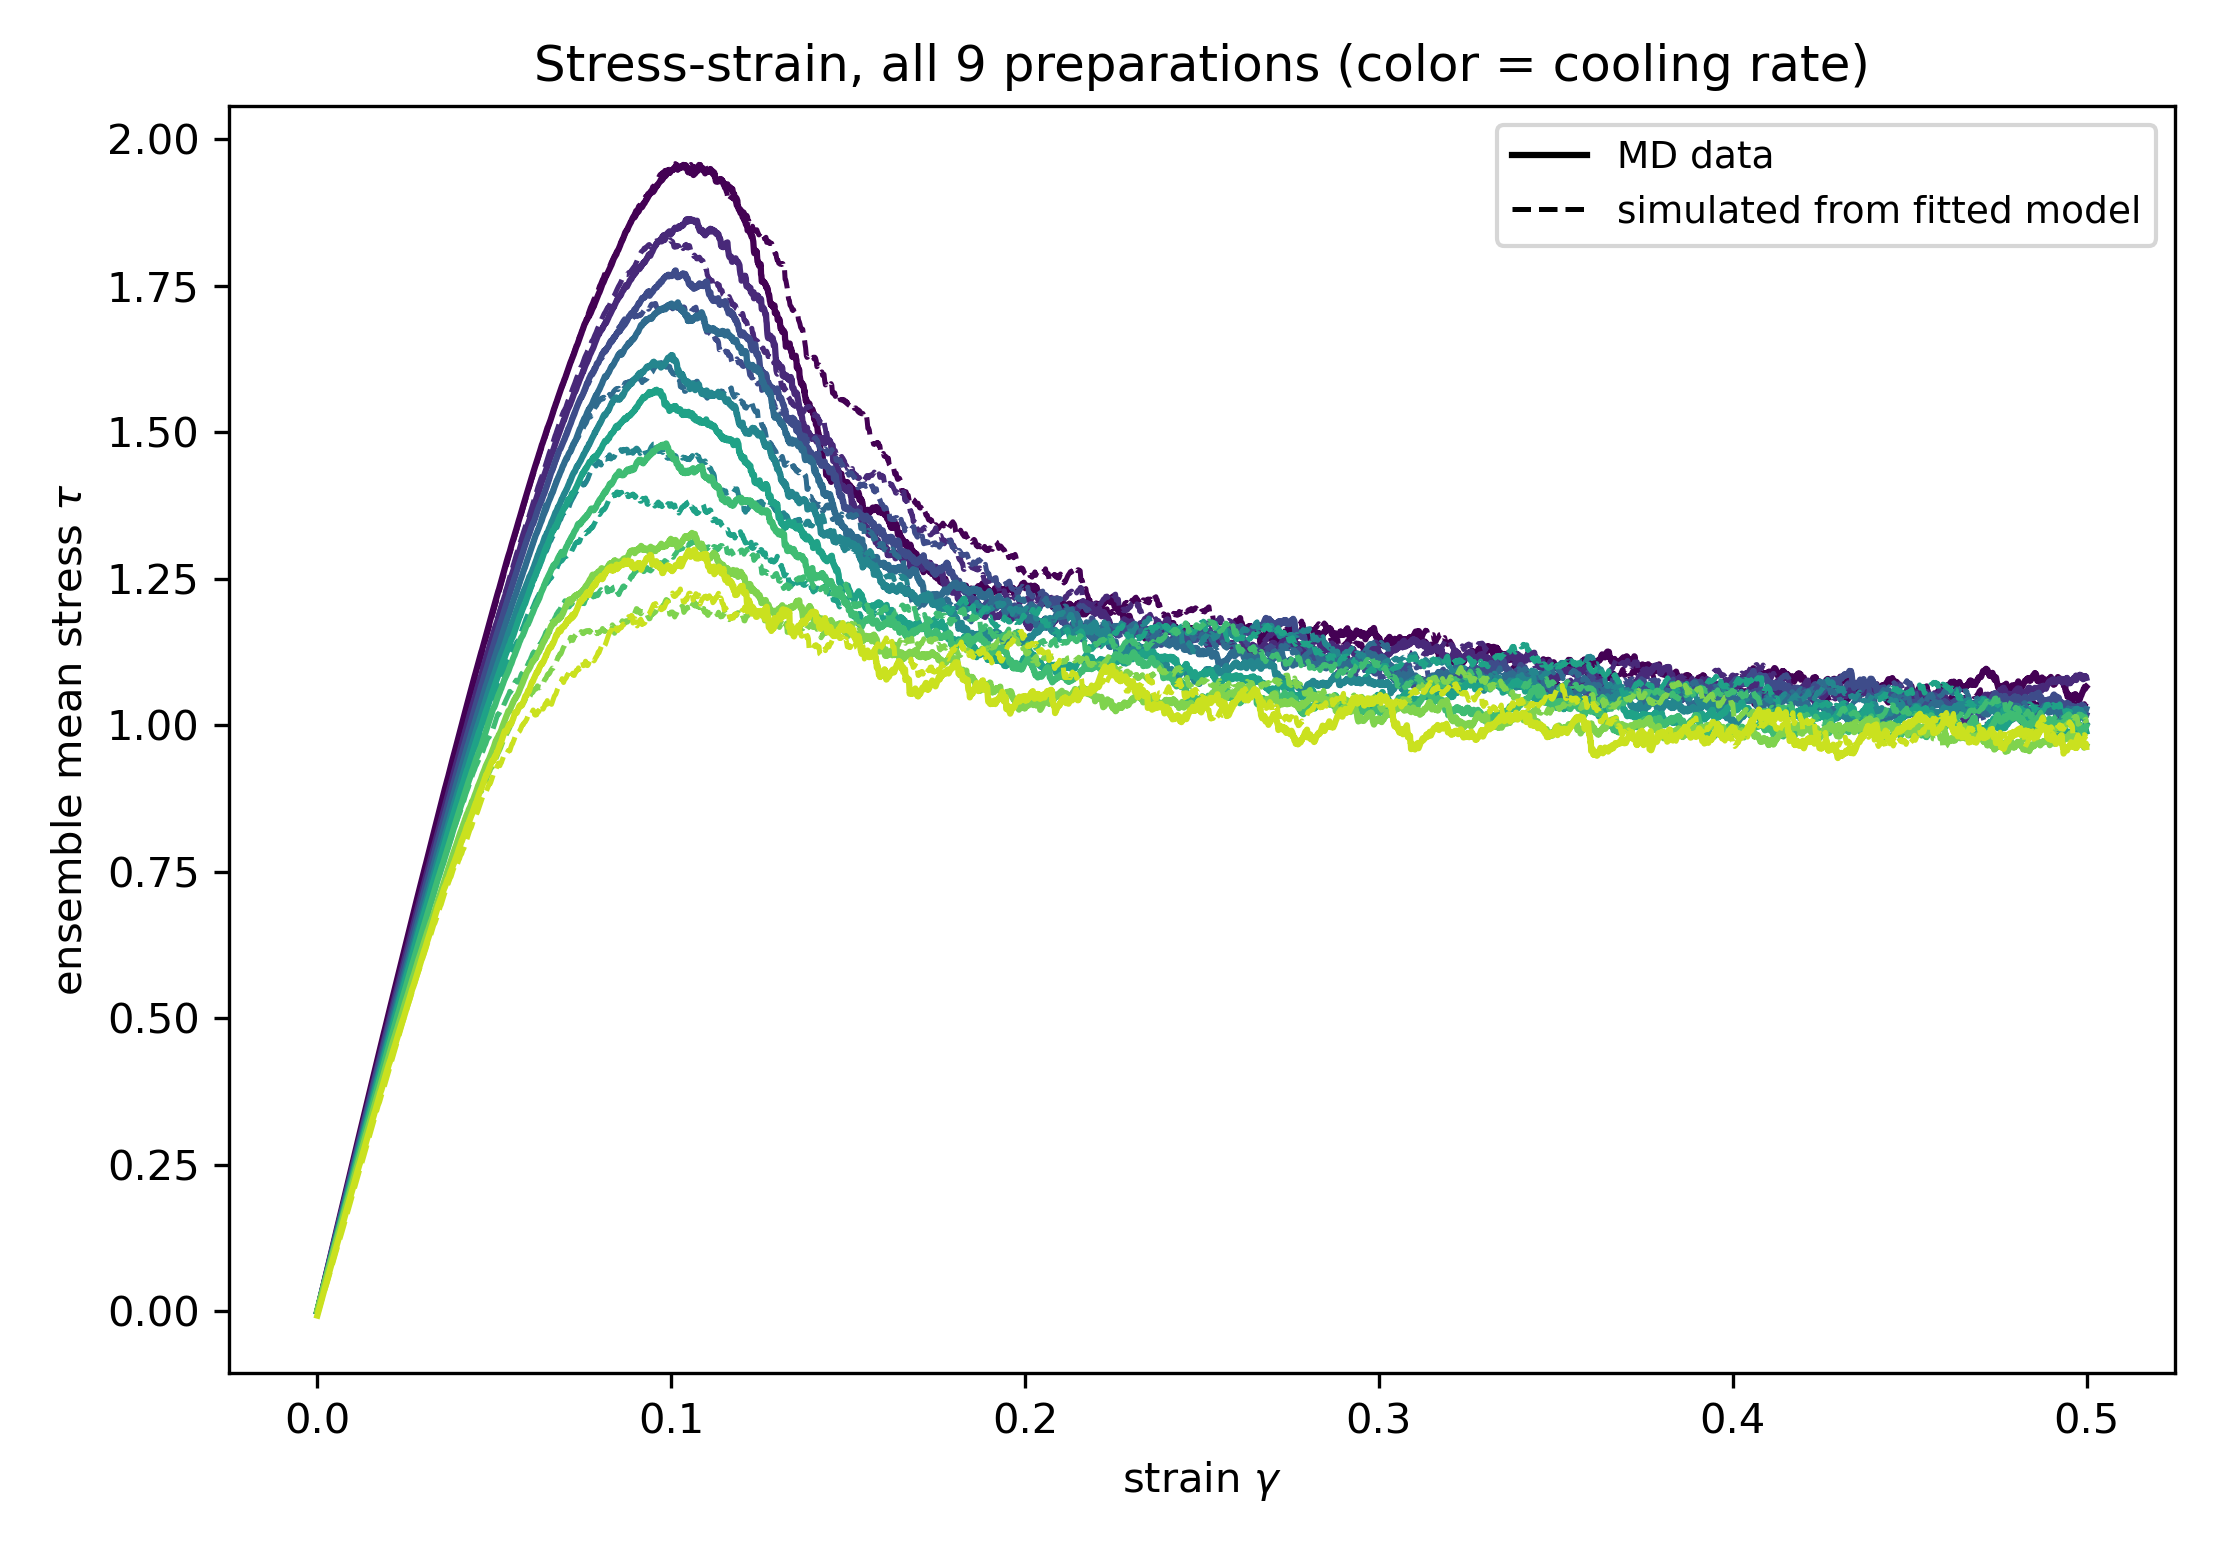 Stress-strain, all 9 preparations (color = cooling rate)
MD data
simulated from fitted model
ensemble mean stress τ
2.00
1.75
1.50
1.25
1.00
0.75
0.50
0.25
0.00
0.0 0.1 0.2 0.3 0.4 0.5
strain γ